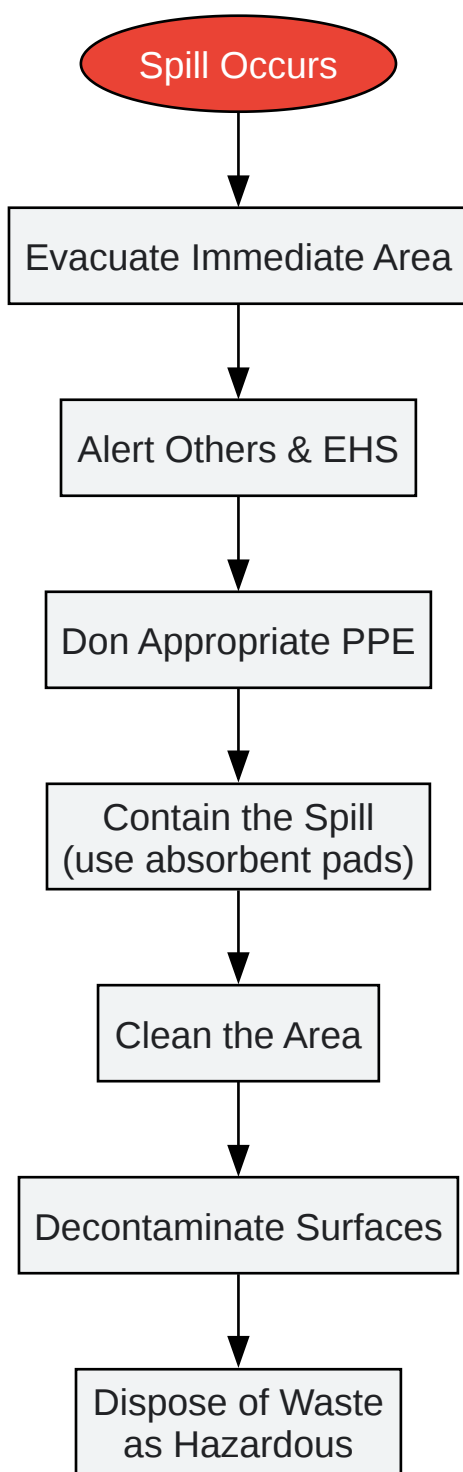 Spill Occurs
Evacuate Immediate Area
Alert Others & EHS
Don Appropriate PPE
Contain the Spill
(use absorbent pads)
Clean the Area
Decontaminate Surfaces
Dispose of Waste
as Hazardous